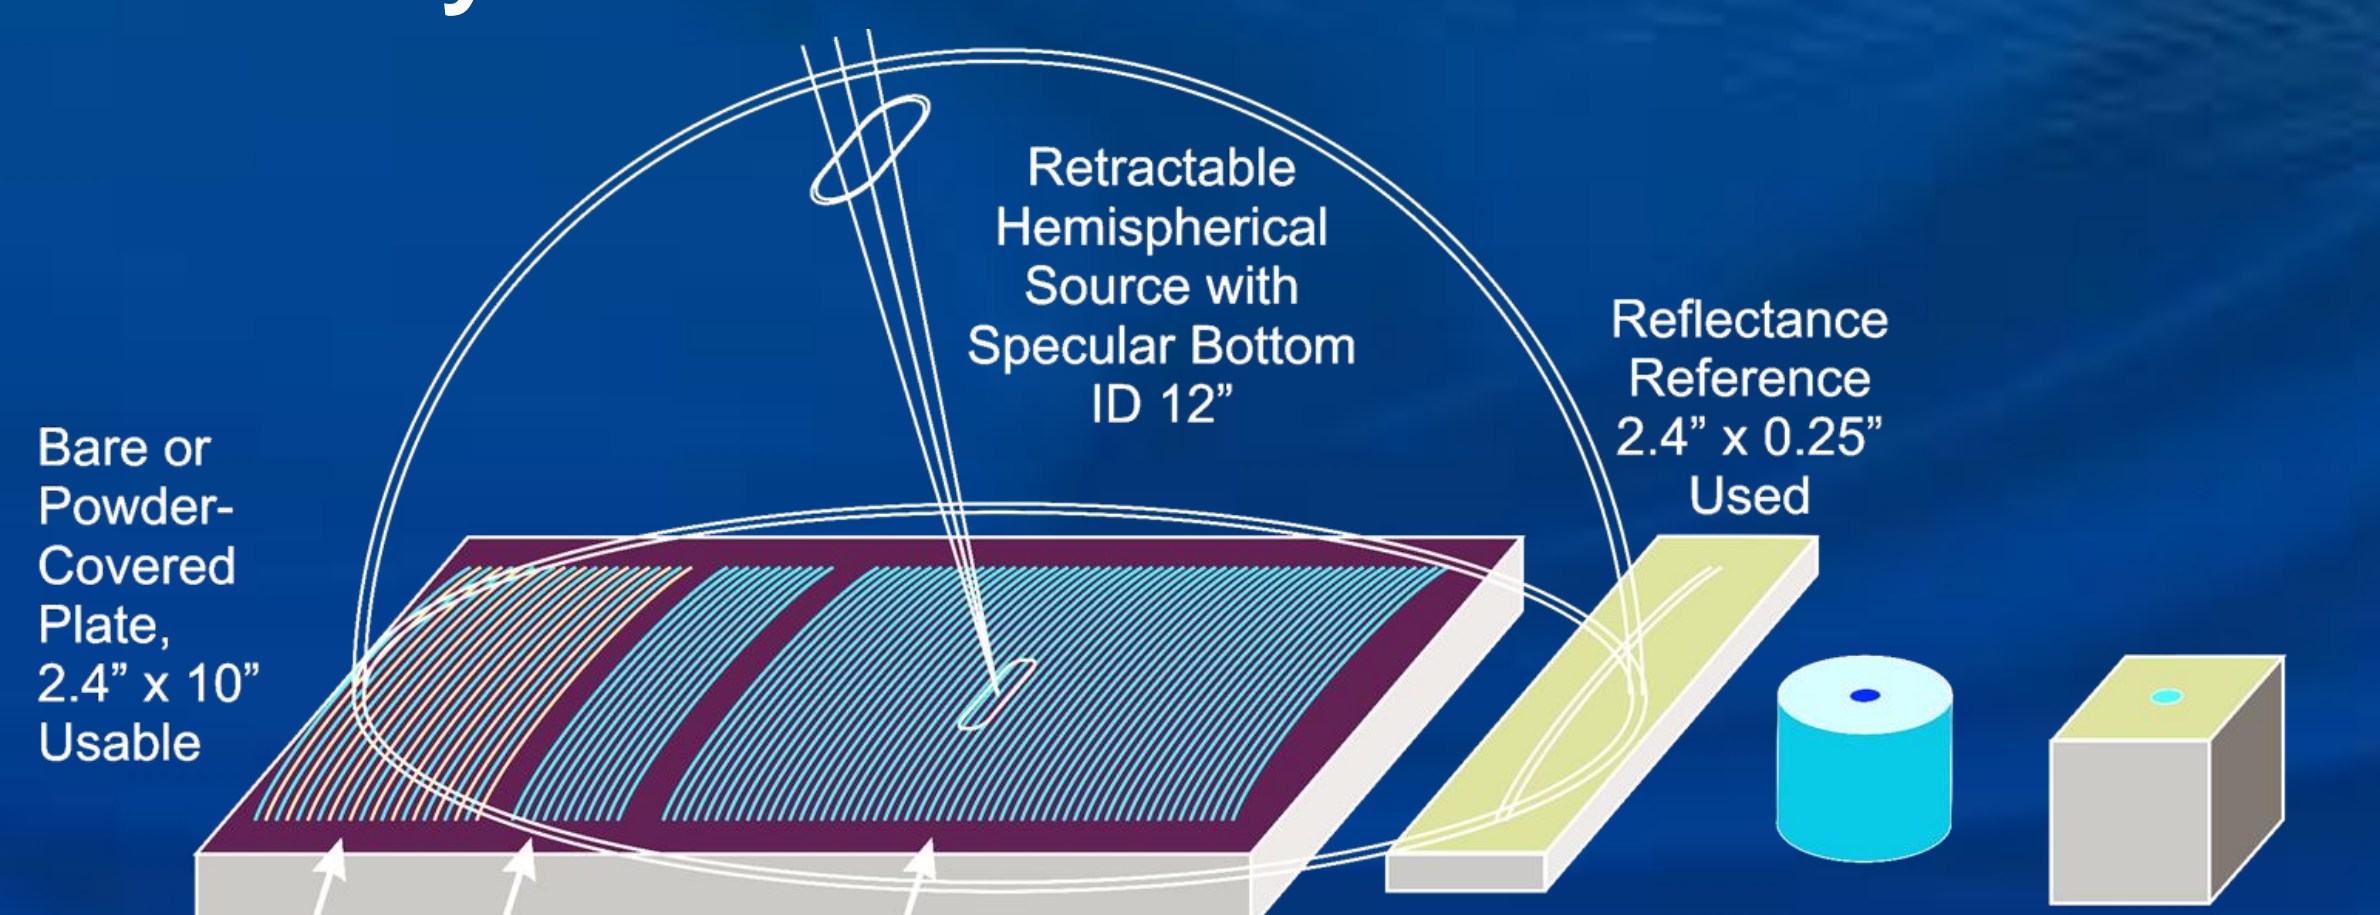 Retractable
Hemispherical
Source with
Specular Bottom
ID 12”
Reflectance
Reference
2.4” x 0.25”
Used
Bare or
Powder-
Covered
Plate,
2.4” x 10”
Usable